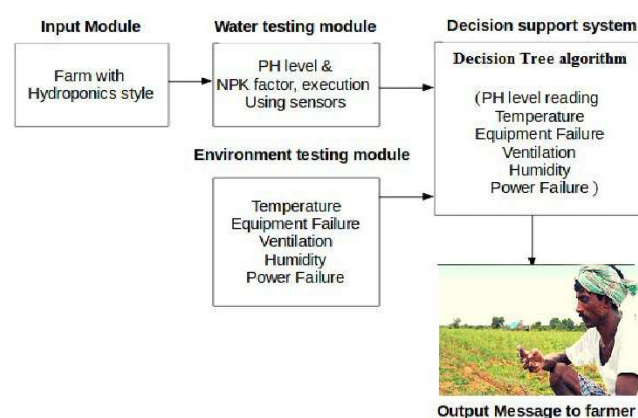 Input Module
Farm with
Hydroponics style
Water testing module
PH level &
NPK factor, execution
Using sensors
Environment testing module
Temperature
Equipment Failure
Ventilation
Humidity
Power Failure
Decision support system
Decision Tree algorithm
(PH level reading
Temperature
Equipment Failure
Ventilation
Humidity
Power Failure )
Output Message to farmer